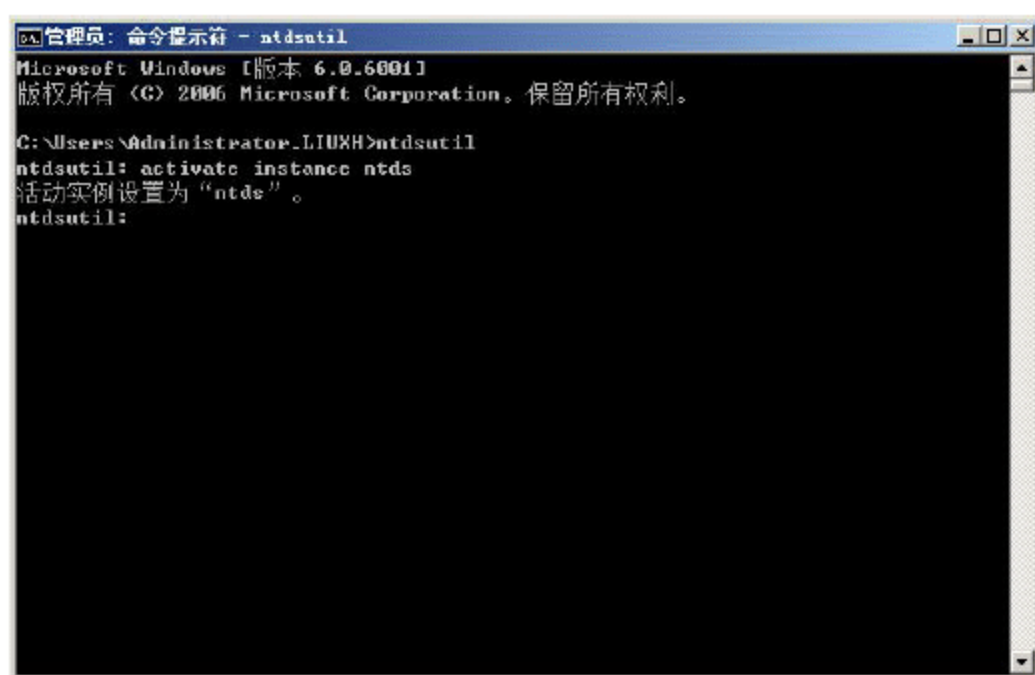 管理员: 命令提示符 - ntdsutil
Microsoft Windows [版本 6.0.6001]
版权所有 (C) 2006 Microsoft Corporation。保留所有权利。
C:\Users\Administrator.LIUXH>ntdsutil
ntdsutil: activate instance ntds
活动实例设置为“ntds”。
ntdsutil: